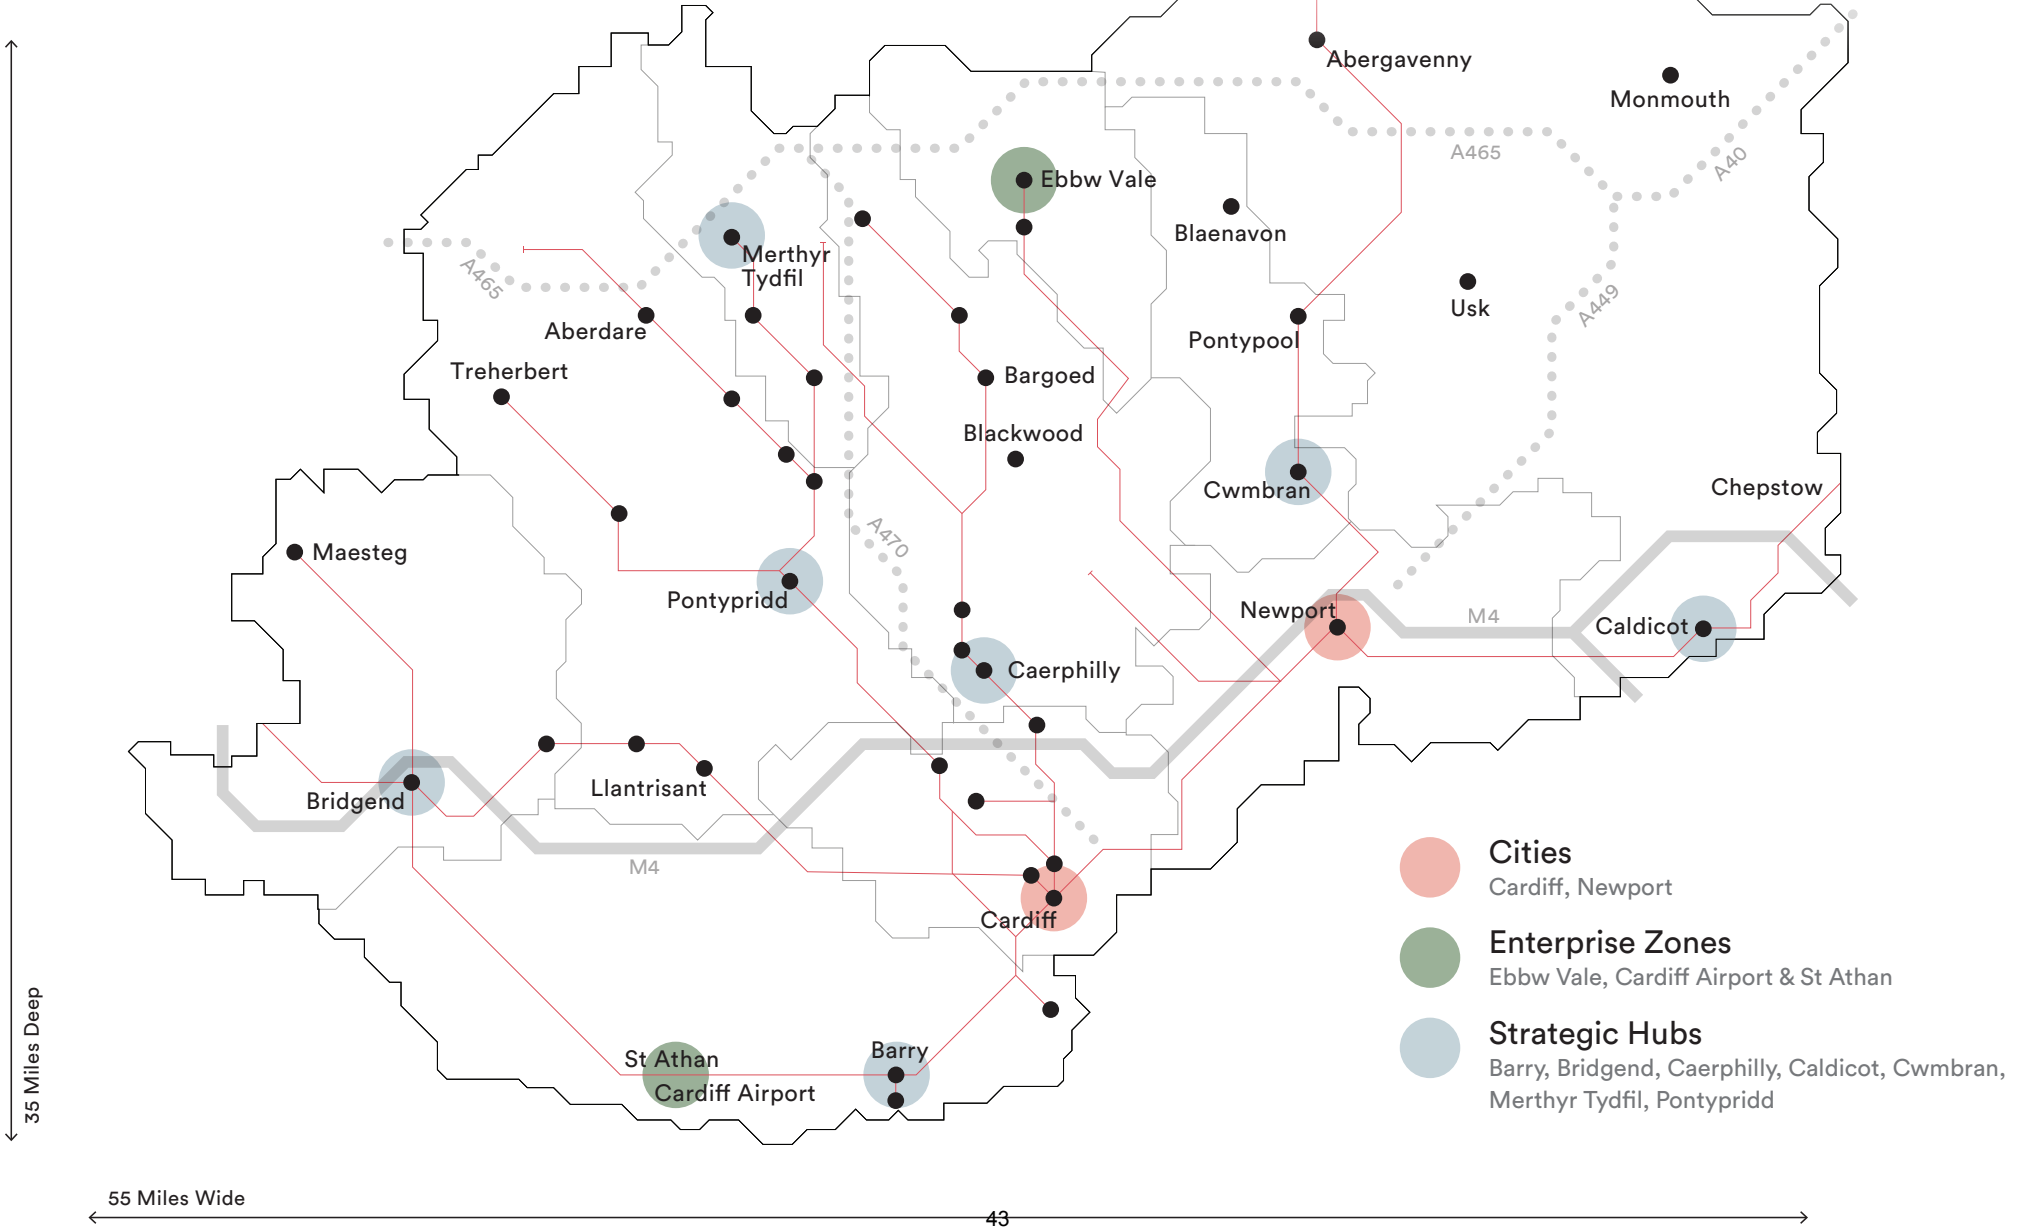 Abergavenny
Monmouth
A465
A40
Ebbw Vale
Blaenavon
Merthyr
Tydfil
A465
Usk
A449
Aberdare
Pontypool
Treherbert
Bargoed
Blackwood
Cwmbran
Chepstow
A470
Maesteg
Pontypridd
Newport
M4
Caldicot
Caerphilly
Bridgend
Llantrisant
M4
Cardiff
St Athan
Cardiff Airport
Barry
Cities
Cardiff, Newport
Enterprise Zones
Ebbw Vale, Cardiff Airport & St Athan
Strategic Hubs
Barry, Bridgend, Caerphilly, Caldicot, Cwmbran,
Merthyr Tydfil, Pontypridd
35 Miles Deep
55 Miles Wide
43